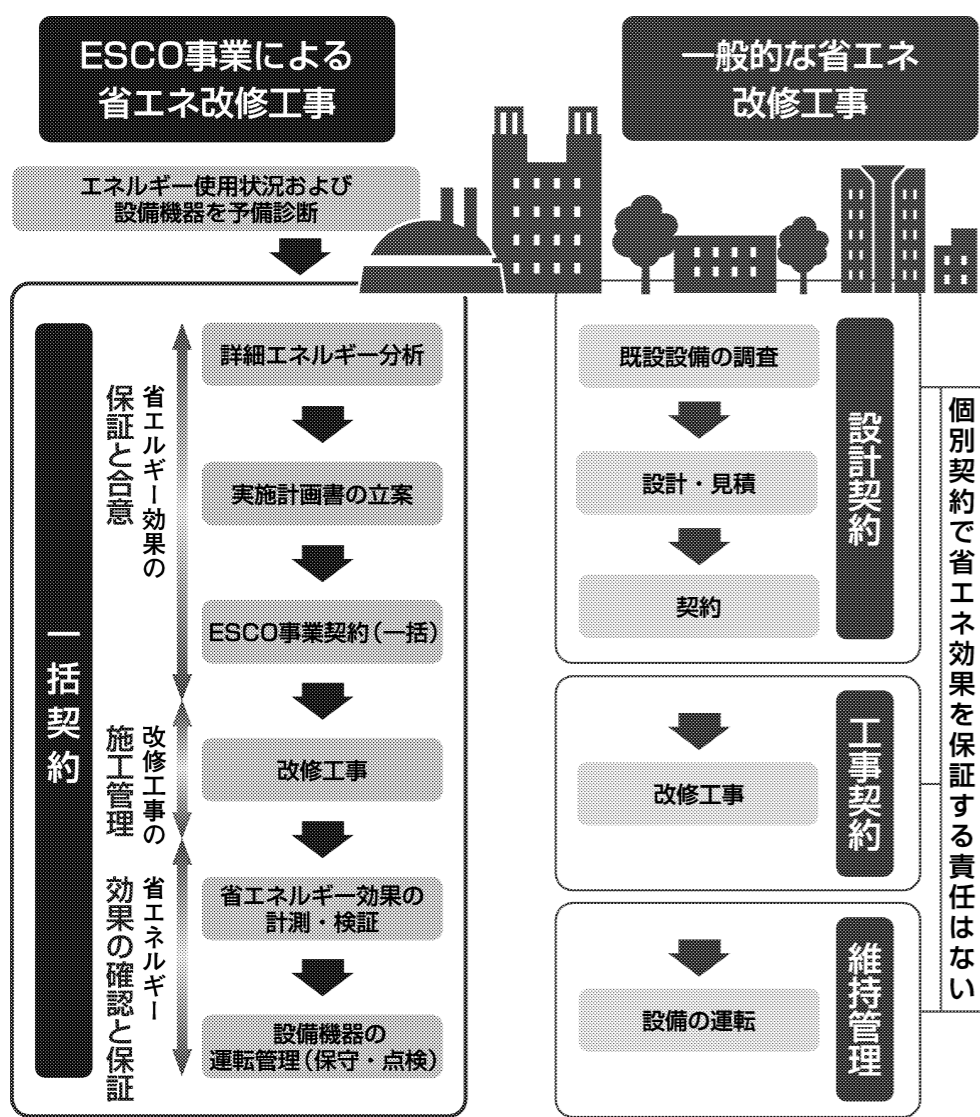 ESCO事業による
省エネ改修工事
エネルギー使用状況および
設備機器を予備診断
一括契約
省エルギー効果の
保証と合意
改修工事の
施工管理
省エネルギー
効果の確認と保証
詳細エネルギー分析
実施計画書の立案
ESCO事業契約(一括)
改修工事
省エネルギー効果の
計測・検証
設備機器の
運転管理(保守・点検)
一般的な省エネ
改修工事
既設設備の調査
設計・見積
契約
設計契約
改修工事
工事契約
設備の運転
維持管理
個別契約で省エネ効果を保証する責任はない